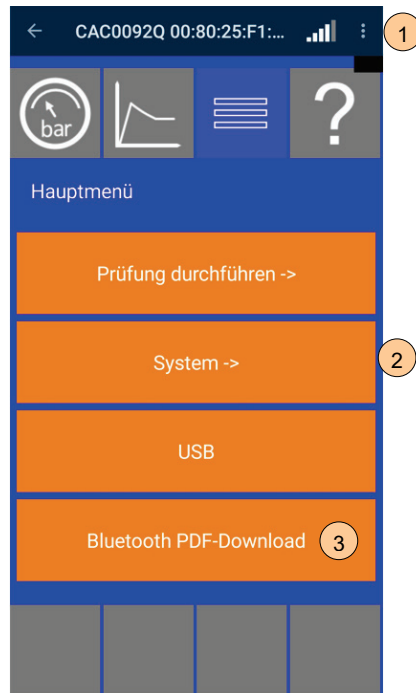 CAC0092Q 00:80:25:F1:...
1
bar
?
Hauptmenü
Prüfung durchführen ->
System ->
2
USB
Bluetooth PDF-Download
3